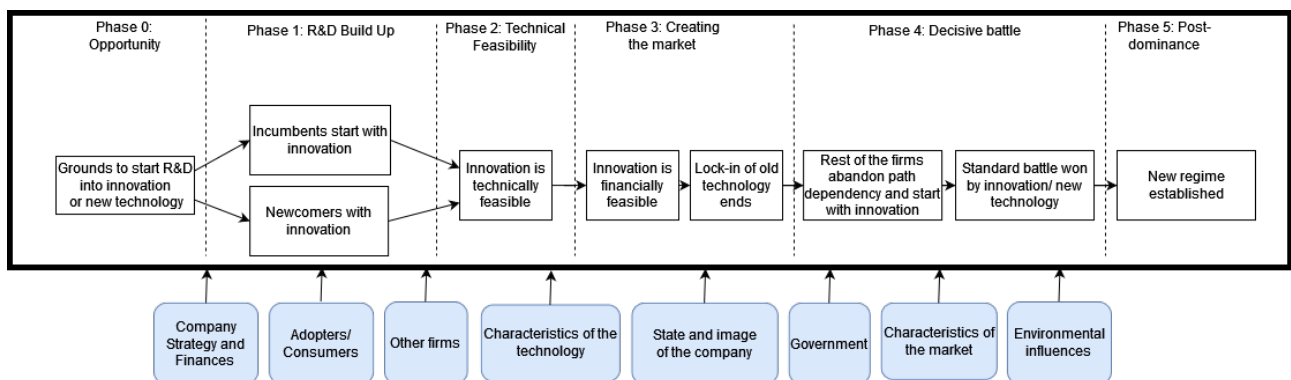 Phase 0:
Opportunity
Phase 1: R&D Build Up
Phase 2: Technical
Feasibility
Phase 3: Creating
the market
Phase 4: Decisive battle
Phase 5: Post-
dominance
Grounds to start R&D
into innovation
or new technology
Incumbents start with
innovation
Newcomers with
innovation
Innovation is
technically
feasible
Innovation is
financially
feasible
Lock-in of old
technology
ends
Rest of the firms
abandon path
dependency and start
with innovation
Standard battle won
by innovation/ new
technology
New regime
established
Company
Strategy and
Finances
Adopters/
Consumers
Other firms
Characteristics of the
technology
State and image
of the company
Government
Characteristics of
the market
Environmental
influences